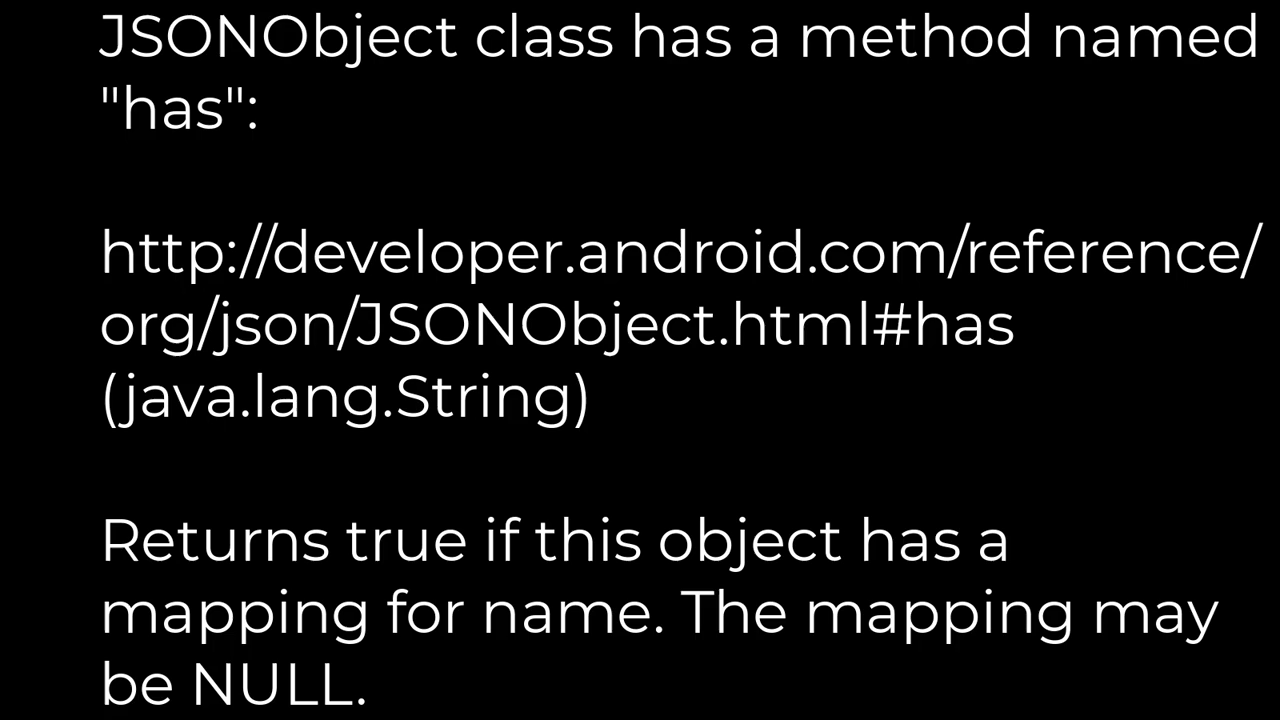 JSONObject class has a method named
"has":
http://developer.android.com/reference/
org/json/JSONObject.html#has
(java.lang.String)
Returns true if this object has a
mapping for name. The mapping may
be NULL.